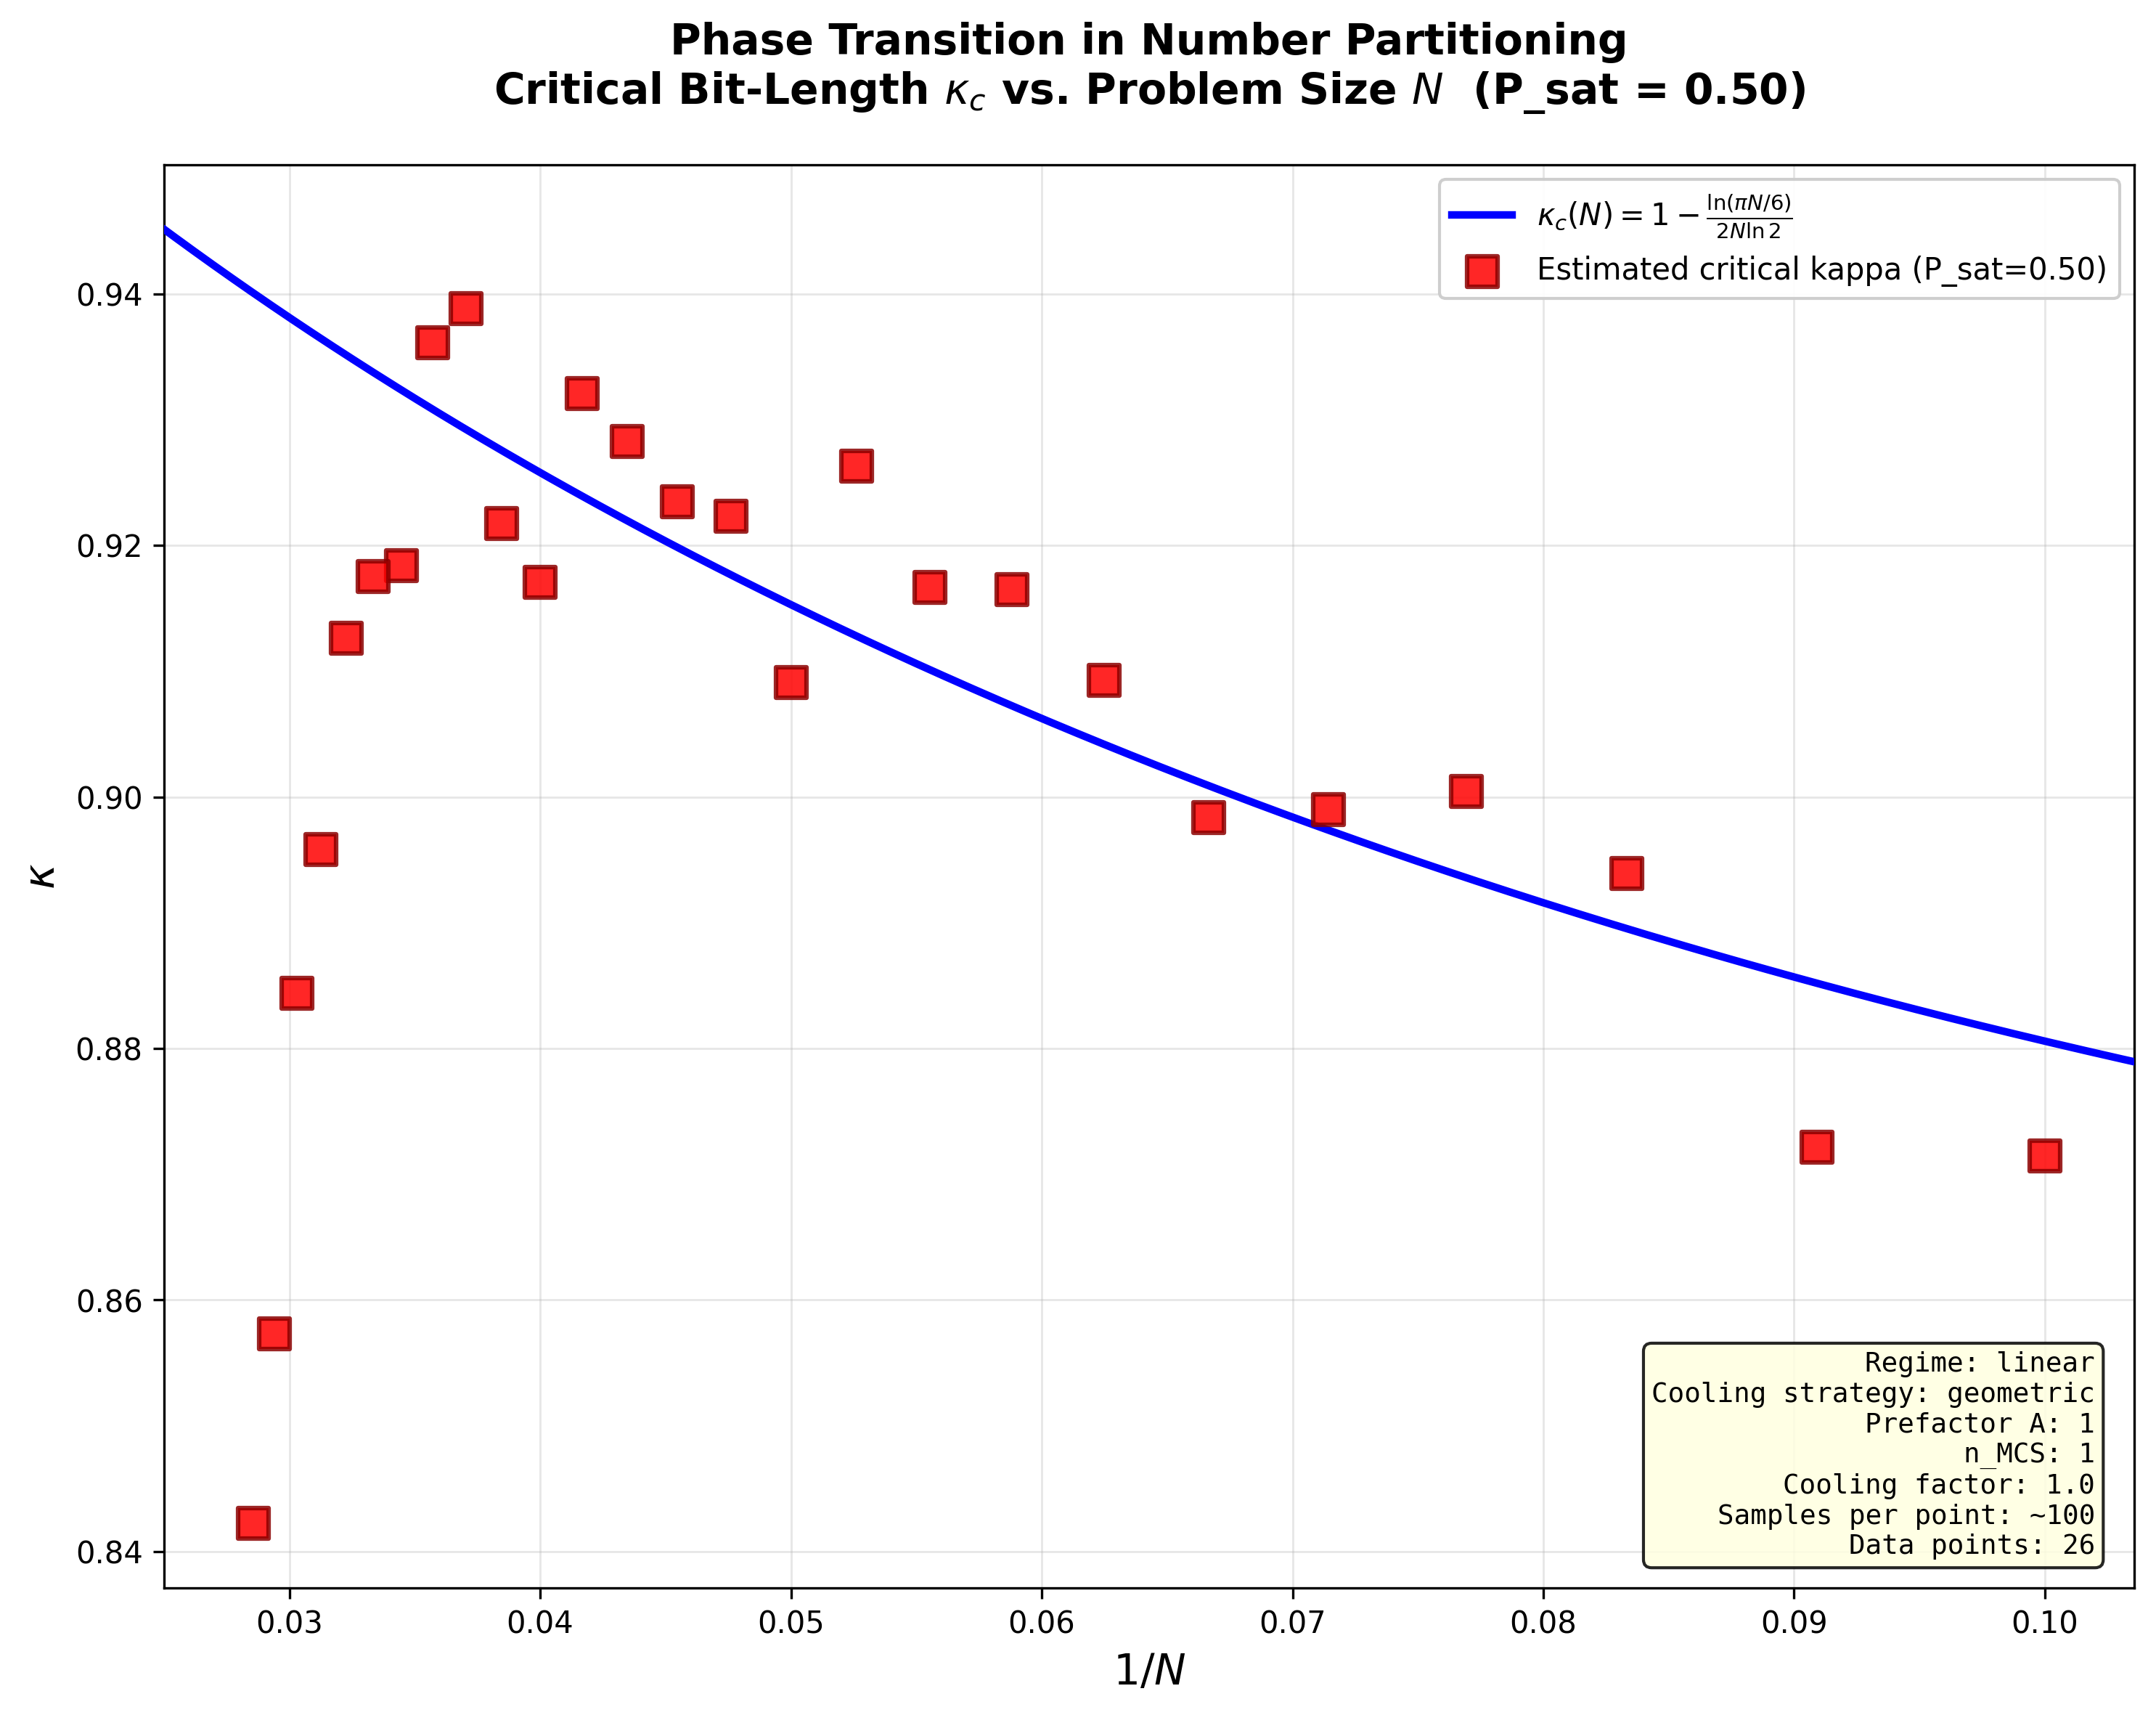 Phase Transition in Number Partitioning
Critical Bit-Length κ_c vs. Problem Size N (P_sat = 0.50)
κ_c(N) = 1 − ln(πN/6) / 2N ln 2
Estimated critical kappa (P_sat=0.50)
κ
0.94
0.92
0.90
0.88
0.86
0.84
Regime: linear
Cooling strategy: geometric
Prefactor A: 1
n_MCS: 1
Cooling factor: 1.0
Samples per point: ~100
Data points: 26
0.03 0.04 0.05 0.06 0.07 0.08 0.09 0.10
1/N